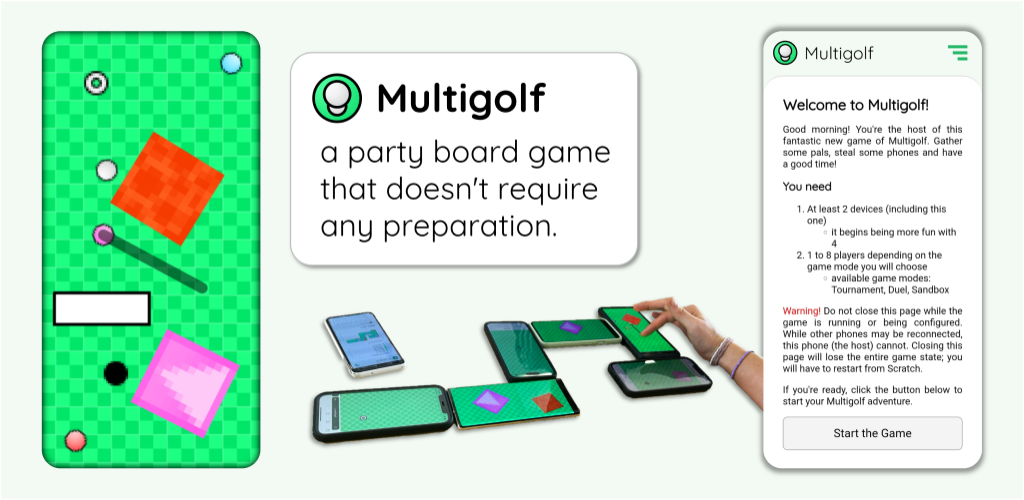 Multigolf
a party board game
that doesn't require
any preparation.
Multigolf
Welcome to Multigolf!
Good morning! You're the host of this
fantastic new game of Multigolf. Gather
some pals, steal some phones and have
a good time!
You need
1. At least 2 devices (including this
one)
it begins being more fun with
4
2. 1 to 8 players depending on the
game mode you will choose
available game modes:
Tournament, Duel, Sandbox
Warning! Do not close this page while the
game is running or being configured.
While other phones may be reconnected,
this phone (the host) cannot. Closing this
page will lose the entire game state; you
will have to restart from Scratch.
If you're ready, click the button below to
start your Multigolf adventure.
Start the Game